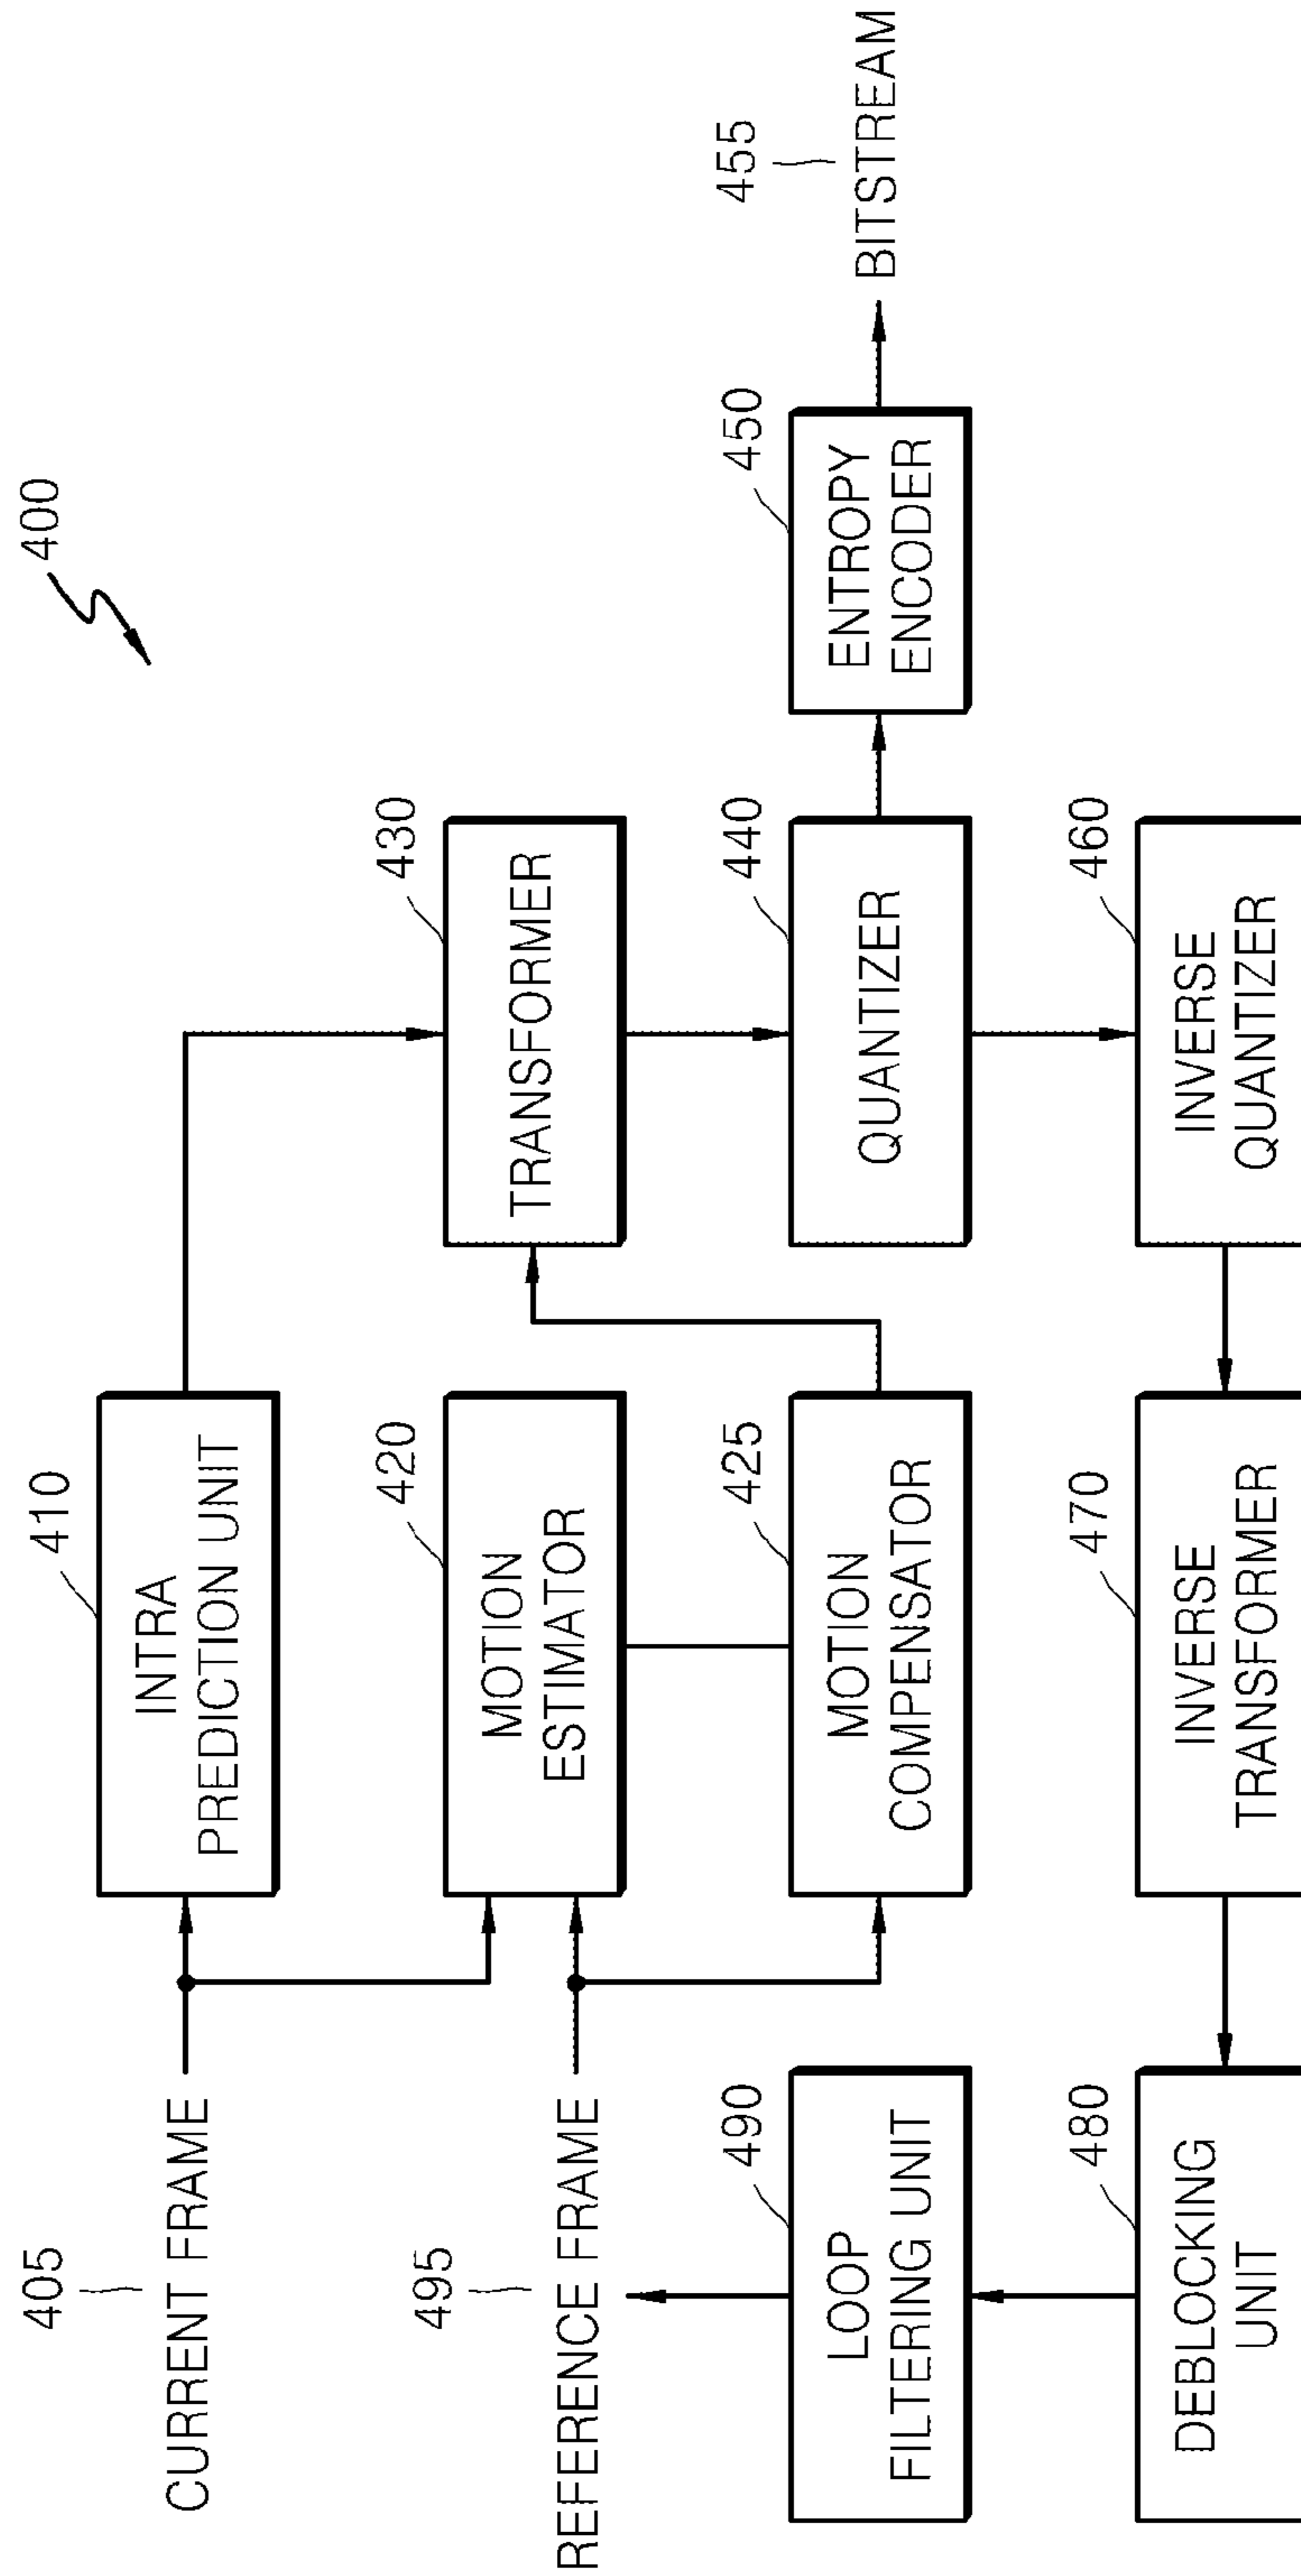 400
405
CURRENT FRAME
410
INTRA
PREDICTION UNIT
495
REFERENCE FRAME
420
MOTION
ESTIMATOR
430
TRANSFORMER
490
LOOP
FILTERING UNIT
425
MOTION
COMPENSATOR
440
QUANTIZER
450
ENTROPY
ENCODER
455
BITSTREAM
480
DEBLOCKING
UNIT
470
INVERSE
TRANSFORMER
460
INVERSE
QUANTIZER